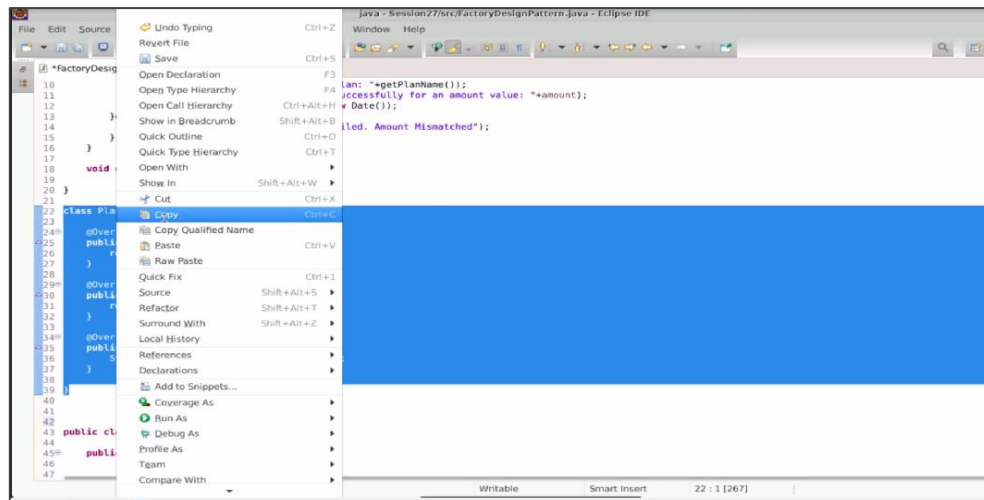 java - Session27/src/FactoryDesignPattern.java - Eclipse IDE
File Edit Source Window Help
*FactoryDesig
Undo Typing Ctrl+Z
Revert File
Save Ctrl+S
Open Declaration F3
Open Type Hierarchy F4
Open Call Hierarchy Ctrl+Alt+H
Show in Breadcrumb Shift+Alt+B
Quick Outline Ctrl+O
Quick Type Hierarchy Ctrl+T
Open With
Show In Shift+Alt+W
Cut Ctrl+X
Copy Ctrl+C
Copy Qualified Name
Paste Ctrl+V
Raw Paste
Quick Fix Ctrl+1
Source Shift+Alt+S
Refactor Shift+Alt+T
Surround With Shift+Alt+Z
Local History
References
Declarations
Add to Snippets...
Coverage As
Run As
Debug As
Profile As
Team
Compare With
10 lan: "+getPlanName());
11 uccessfully for an amount value: "+amount);
12 w Date());
13 }
14 iled. Amount Mismatched");
15 }
16 }
17
18 void
19
20 }
21
22 class Pla
23
24 @Over
25 publi
26 r
27 }
28
29 @Over
30 publi
31 r
32 }
33
34 @Over
35 publi
36 S
37 }
38
39 }
40
41
42
43 public cl
44
45 publi
46
47
Writable Smart Insert 22 : 1 [267]